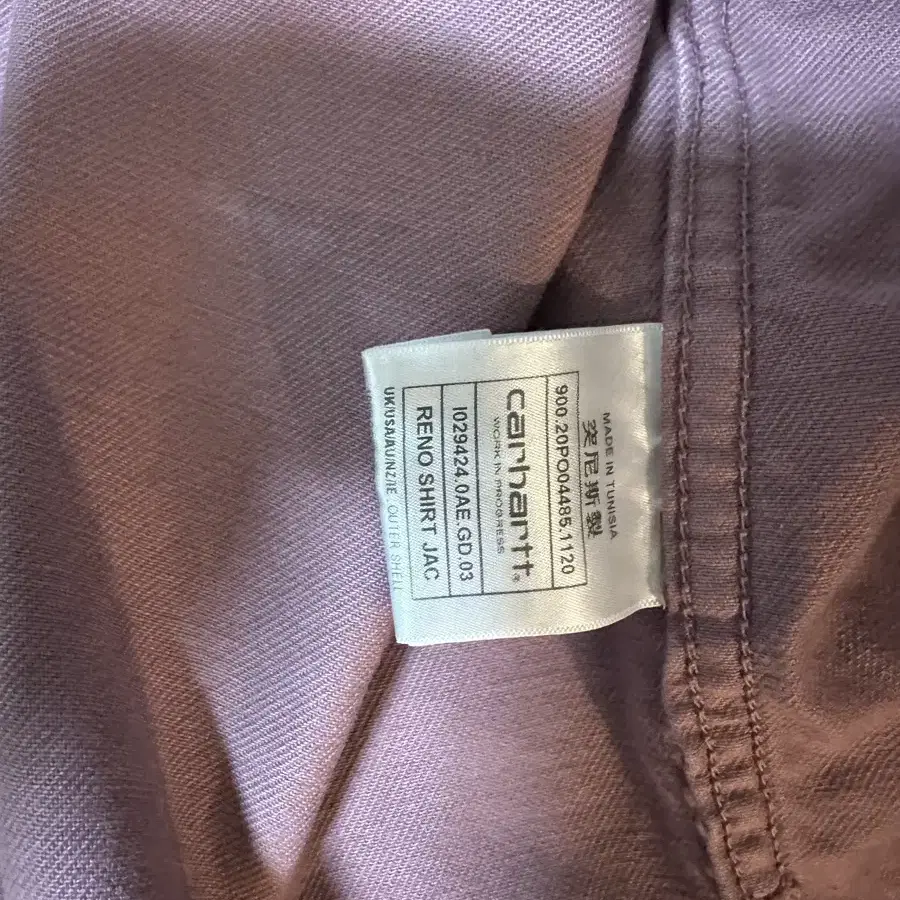 MADE IN TUNISIA
突尼斯製
900.20PO04485.1120
carhartt®
WORK IN PROGRESS
I029424.0AE.GD.03
RENO SHIRT JAC
UK/USA/AU/NZ/IE OUTER SHELL